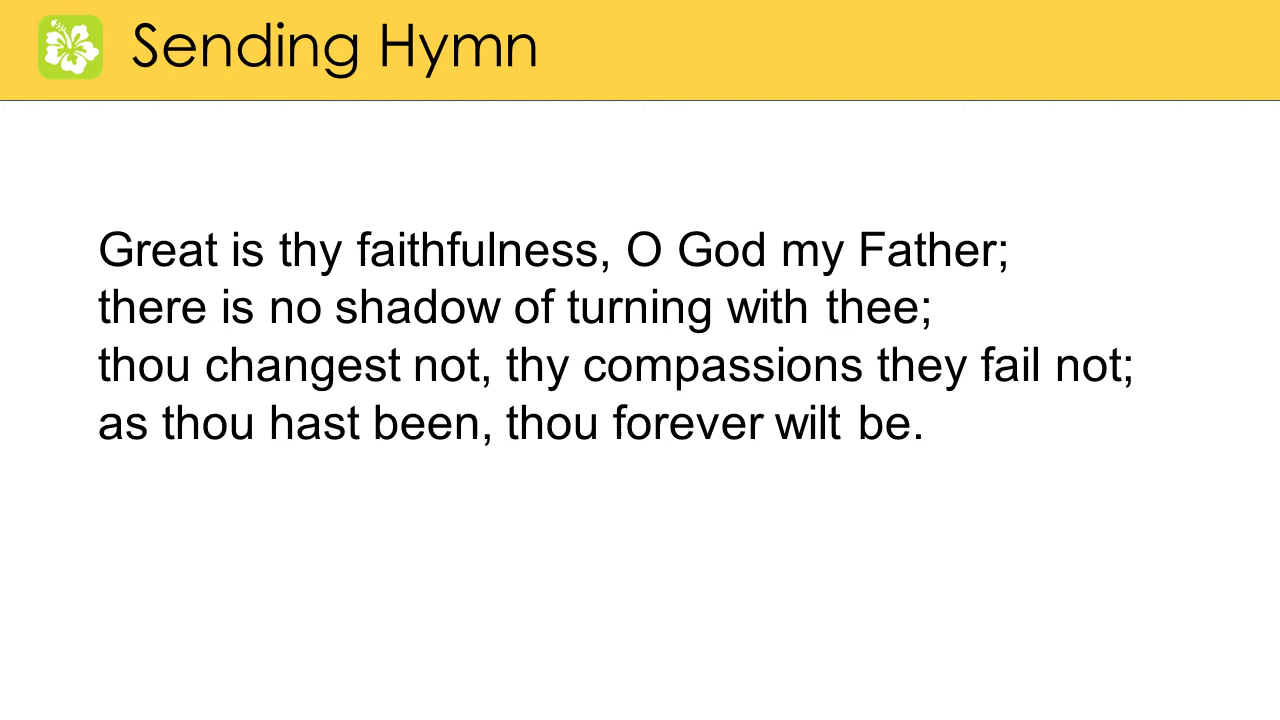 Sending Hymn
Great is thy faithfulness, O God my Father;
there is no shadow of turning with thee;
thou changest not, thy compassions they fail not;
as thou hast been, thou forever wilt be.